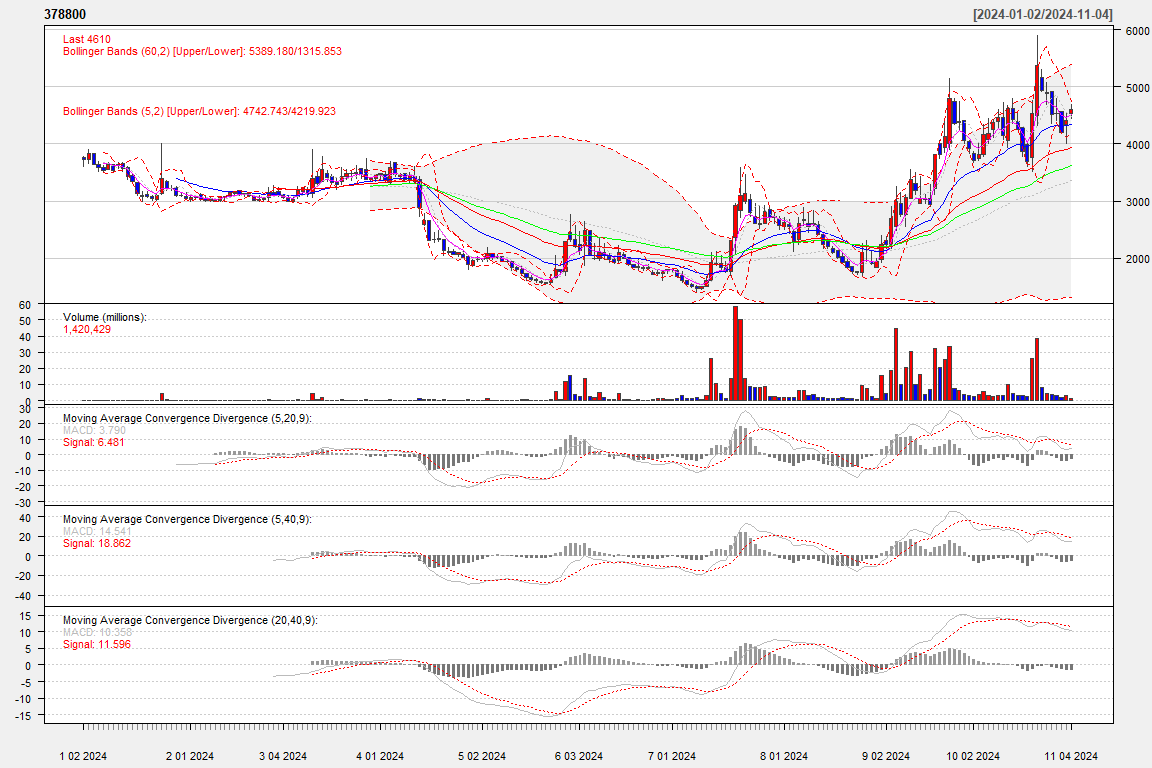 378800 [2024-01-02/2024-11-04]
Last 4610
Bollinger Bands (60,2) [Upper/Lower]: 5389.180/1315.853
Bollinger Bands (5,2) [Upper/Lower]: 4742.743/4219.923
6000
5000
4000
3000
2000
Volume (millions):
1,420,429
60
50
40
30
20
10
0
Moving Average Convergence Divergence (5,20,9):
MACD: 3.790
Signal: 6.481
30
20
10
0
-10
-20
-30
Moving Average Convergence Divergence (5,40,9):
MACD: 14.541
Signal: 18.862
40
20
0
-20
-40
Moving Average Convergence Divergence (20,40,9):
MACD: 10.358
Signal: 11.596
15
10
5
0
-5
-10
-15
1 02 2024 2 01 2024 3 04 2024 4 01 2024 5 02 2024 6 03 2024 7 01 2024 8 01 2024 9 02 2024 10 02 2024 11 04 2024